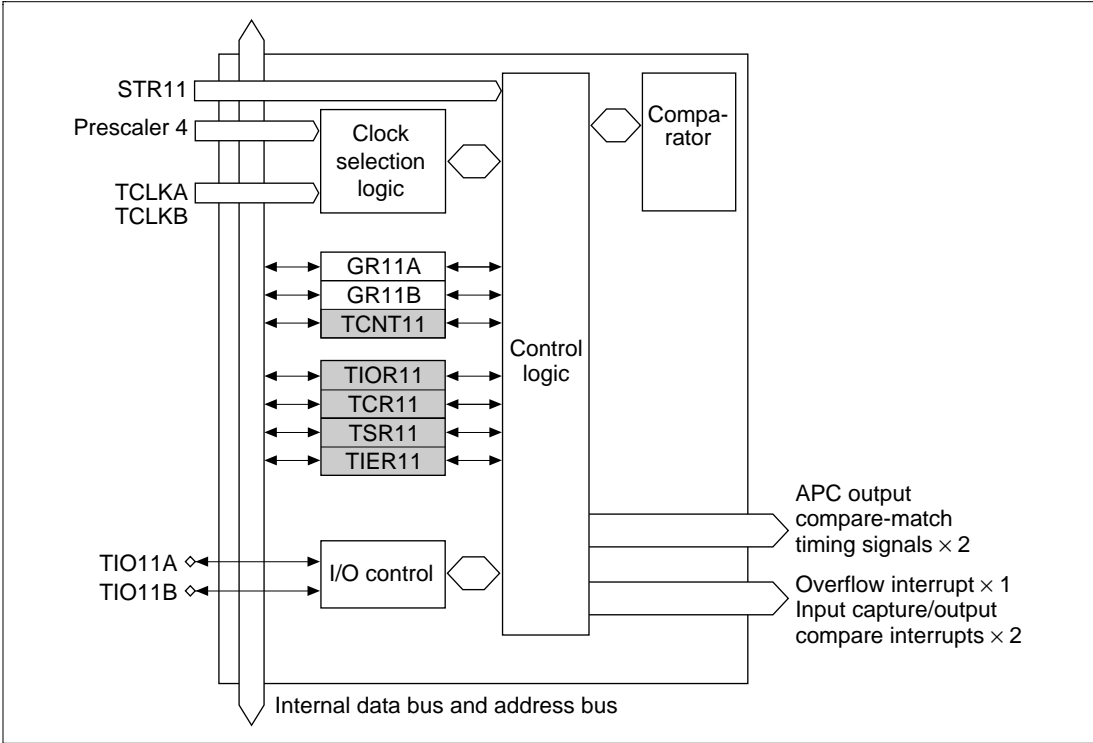 STR11
Prescaler 4
TCLKA
TCLKB
Clock
selection
logic
Compa-
rator
GR11A
GR11B
TCNT11
TIOR11
TCR11
TSR11
TIER11
Control
logic
TIO11A
TIO11B
I/O control
APC output
compare-match
timing signals × 2
Overflow interrupt × 1
Input capture/output
compare interrupts × 2
Internal data bus and address bus